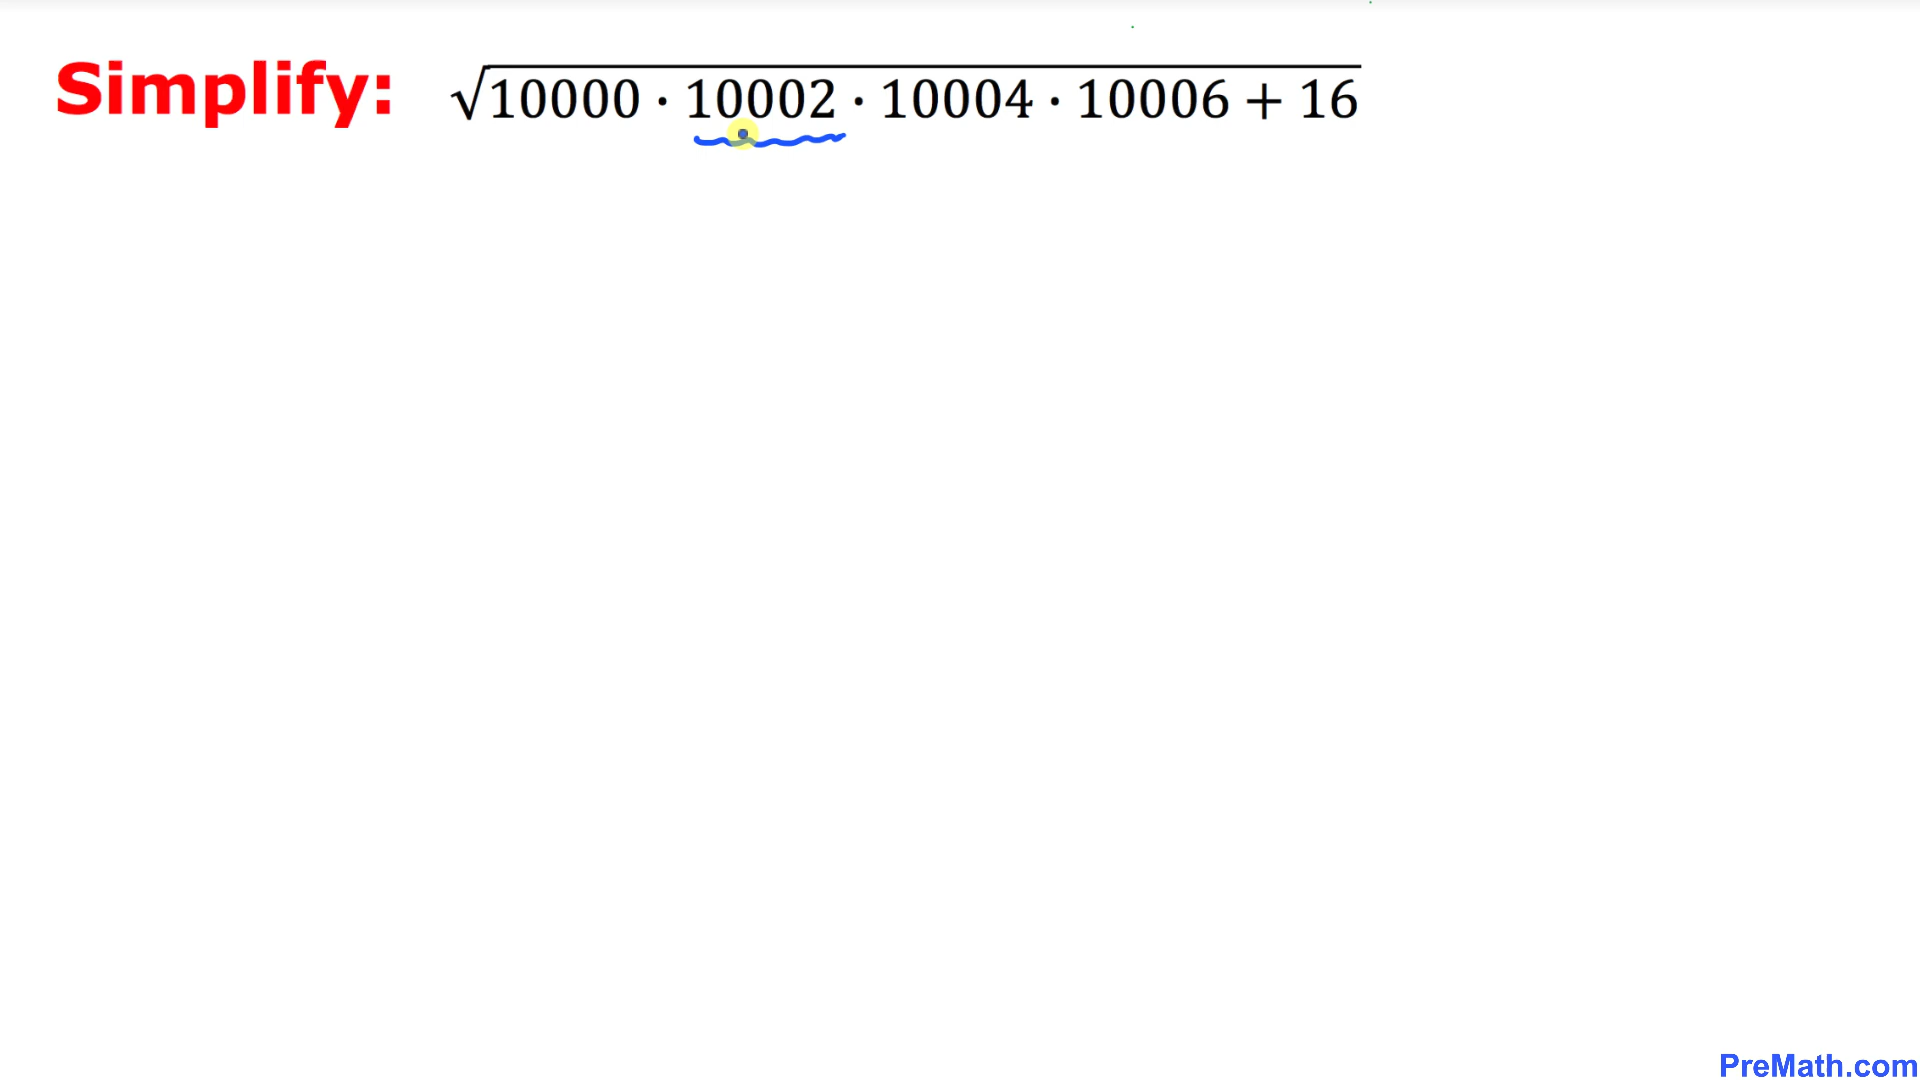 Simplify: √10000 · 10002 · 10004 · 10006 + 16
PreMath.com